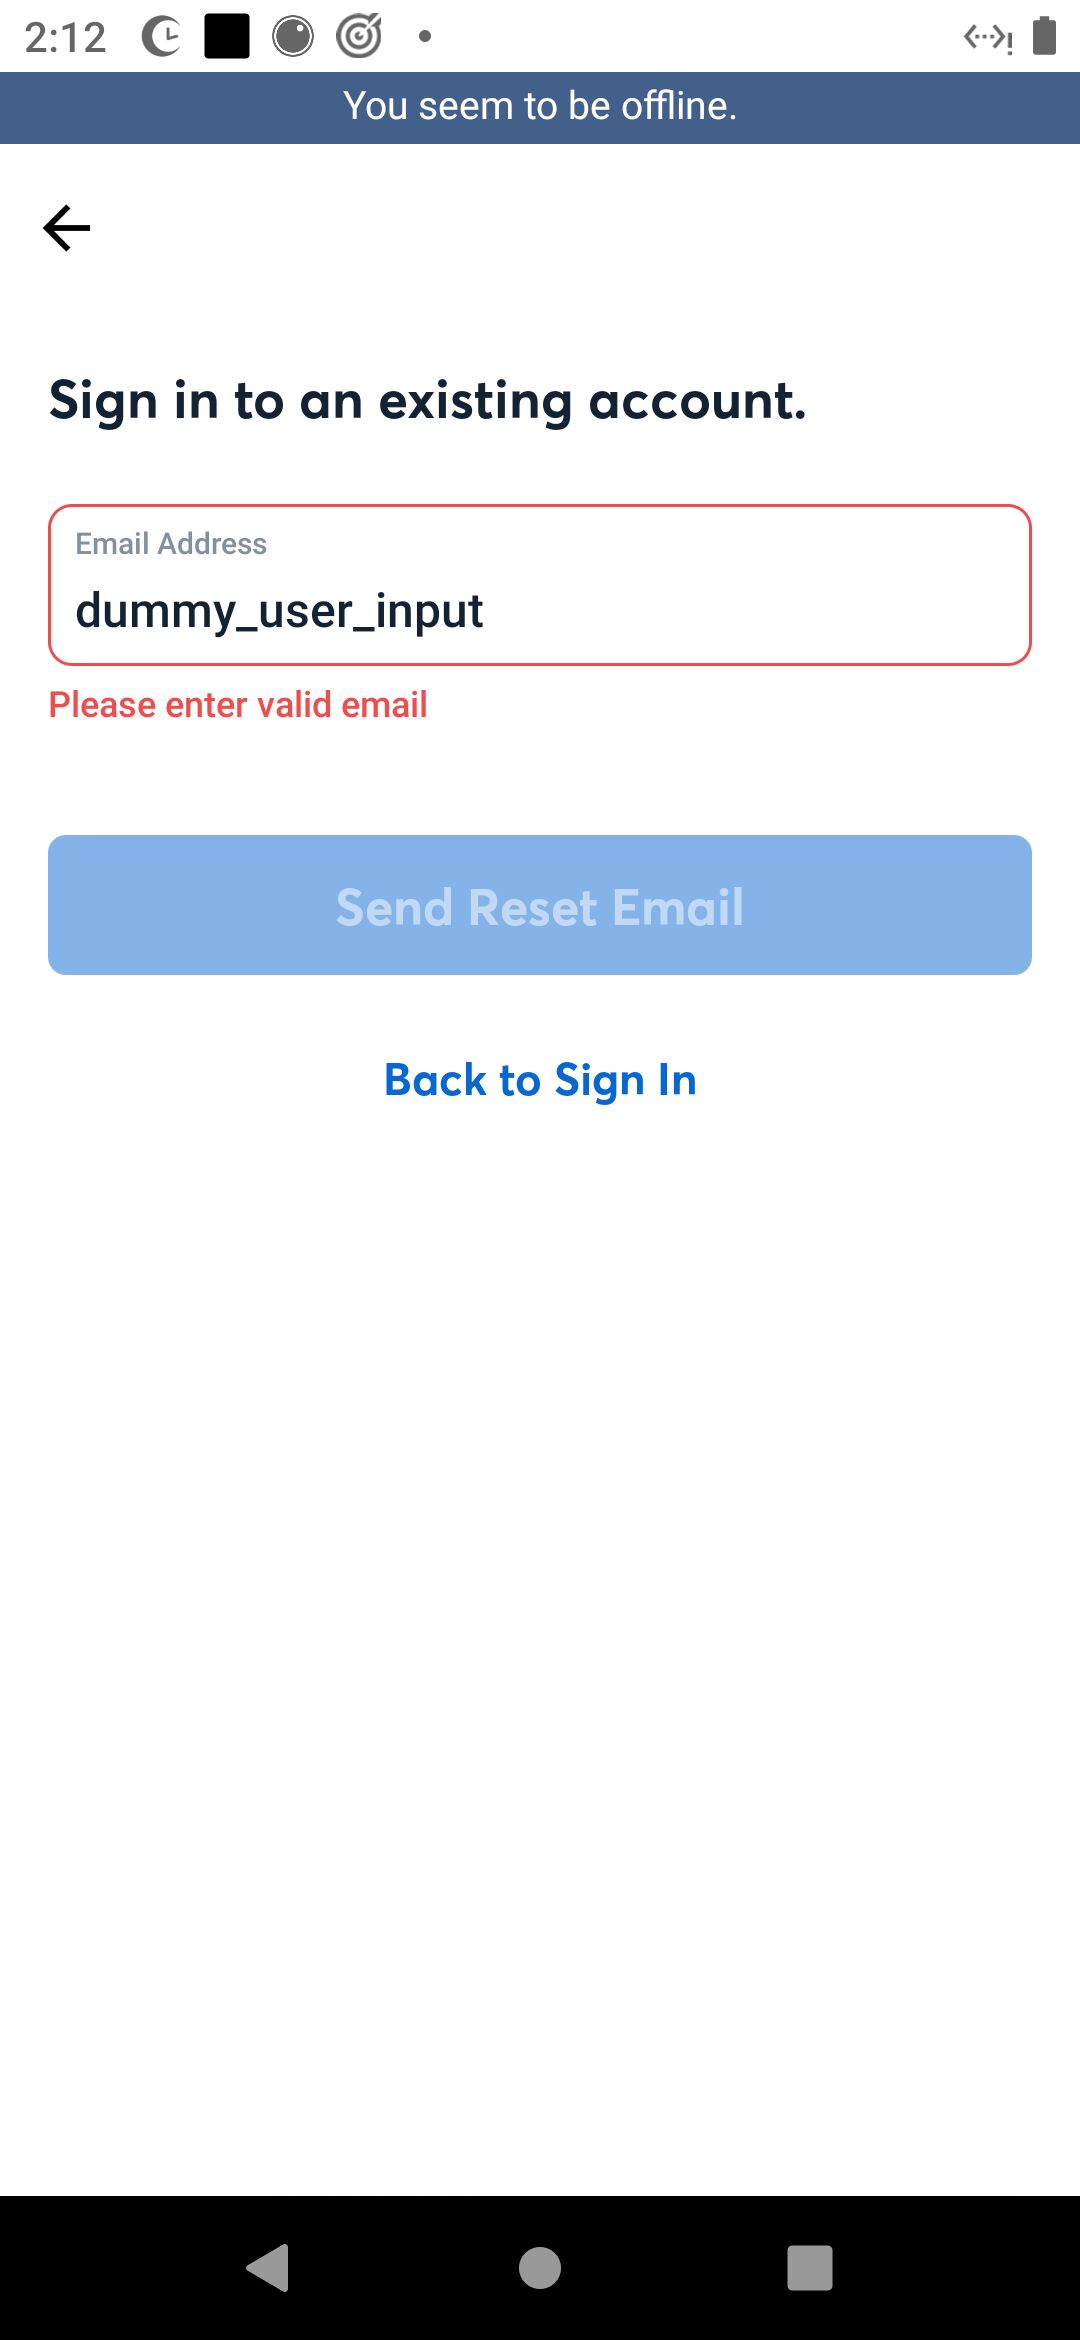 2:12
You seem to be offline.
Sign in to an existing account.
Email Address
dummy_user_input
Please enter valid email
Send Reset Email
Back to Sign In